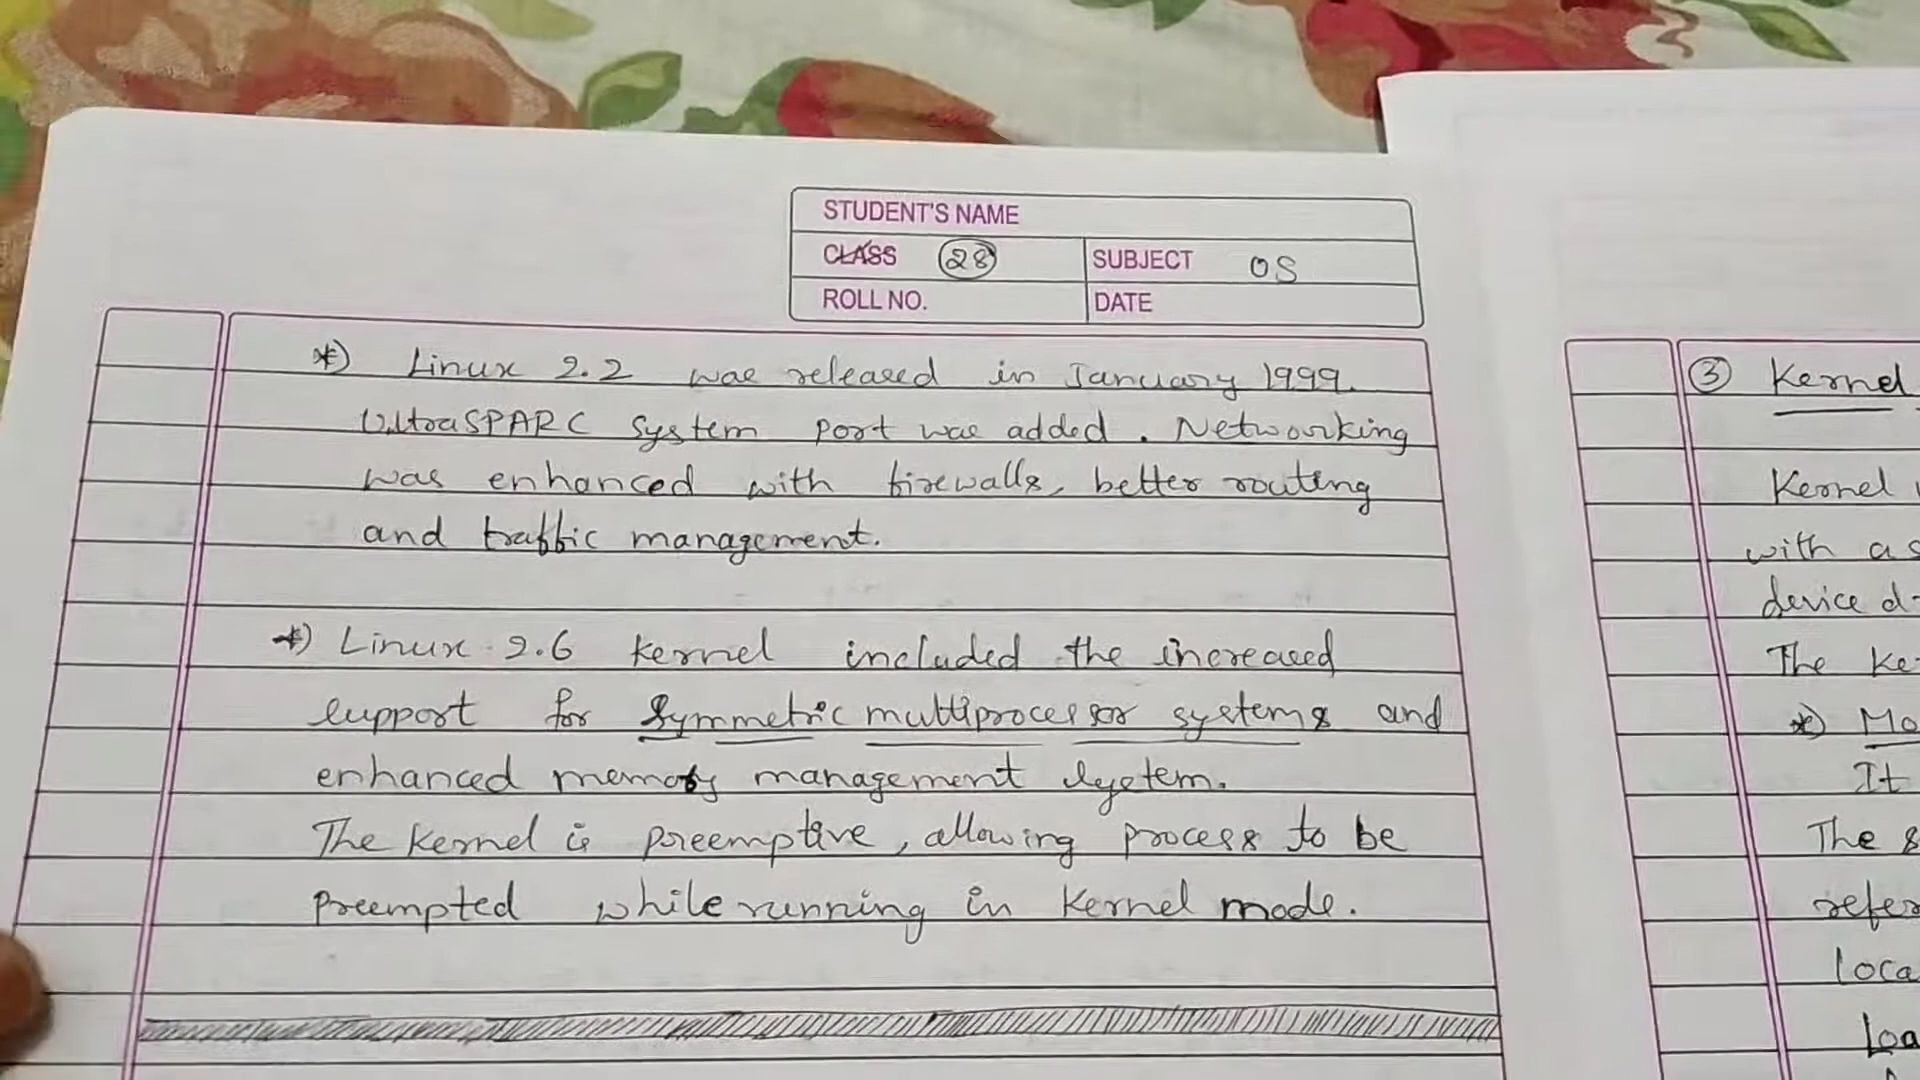 STUDENT'S NAME
CLASS 28 SUBJECT OS
ROLL NO. DATE
*) Linux 2.2 was released in January 1999.
UltraSPARC System port was added. Networking
was enhanced with firewalls, better routing
and traffic management.
*) Linux 2.6 kernel included the increased
support for Symmetric multiprocessor systems and
enhanced memory management system.
The kernel is preemptive, allowing process to be
Preempted while running in Kernel mode.
③ Kernel
Kernel
with as
device d
The Ke
*) Mo
It
The s
refer
loca
loa